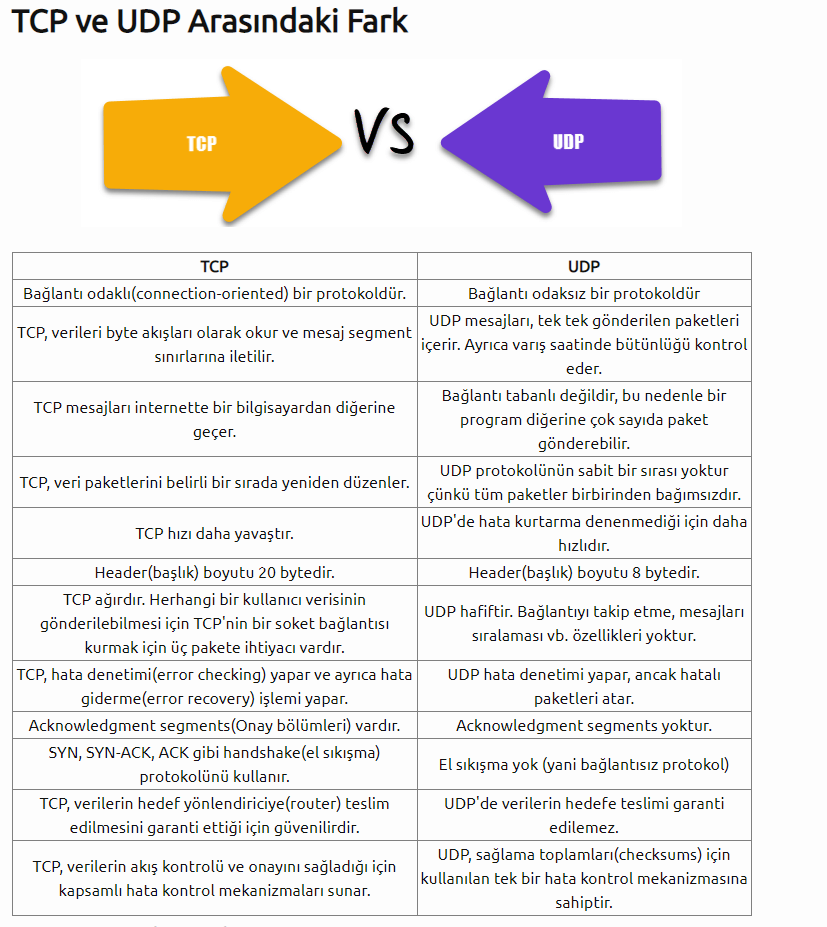 TCP ve UDP Arasındaki Fark
TCP
VS
UDP
TCP
UDP
Bağlantı odaklı(connection-oriented) bir protokoldür.
Bağlantı odaksız bir protokoldür
TCP, verileri byte akışları olarak okur ve mesaj segment
sınırlarına iletilir.
UDP mesajları, tek tek gönderilen paketleri
içerir. Ayrıca varış saatinde bütünlüğü kontrol
eder.
TCP mesajları internette bir bilgisayardan diğerine
geçer.
Bağlantı tabanlı değildir, bu nedenle bir
program diğerine çok sayıda paket
gönderebilir.
TCP, veri paketlerini belirli bir sırada yeniden düzenler.
UDP protokolünün sabit bir sırası yoktur
çünkü tüm paketler birbirinden bağımsızdır.
TCP hızı daha yavaştır.
UDP'de hata kurtarma denenmediği için daha
hızlıdır.
Header(başlık) boyutu 20 bytedir.
Header(başlık) boyutu 8 bytedir.
TCP ağırdır. Herhangi bir kullanıcı verisinin
gönderilebilmesi için TCP'nin bir soket bağlantısı
kurmak için üç pakete ihtiyacı vardır.
UDP hafiftir. Bağlantıyı takip etme, mesajları
sıralaması vb. özellikleri yoktur.
TCP, hata denetimi(error checking) yapar ve ayrıca hata
giderme(error recovery) işlemi yapar.
UDP hata denetimi yapar, ancak hatalı
paketleri atar.
Acknowledgment segments(Onay bölümleri) vardır.
Acknowledgment segments yoktur.
SYN, SYN-ACK, ACK gibi handshake(el sıkışma)
protokolünü kullanır.
El sıkışma yok (yani bağlantısız protokol)
TCP, verilerin hedef yönlendiriciye(router) teslim
edilmesini garanti ettiği için güvenilirdir.
UDP'de verilerin hedefe teslimi garanti
edilemez.
TCP, verilerin akış kontrolü ve onayını sağladığı için
kapsamlı hata kontrol mekanizmaları sunar.
UDP, sağlama toplamları(checksums) için
kullanılan tek bir hata kontrol mekanizmasına
sahiptir.